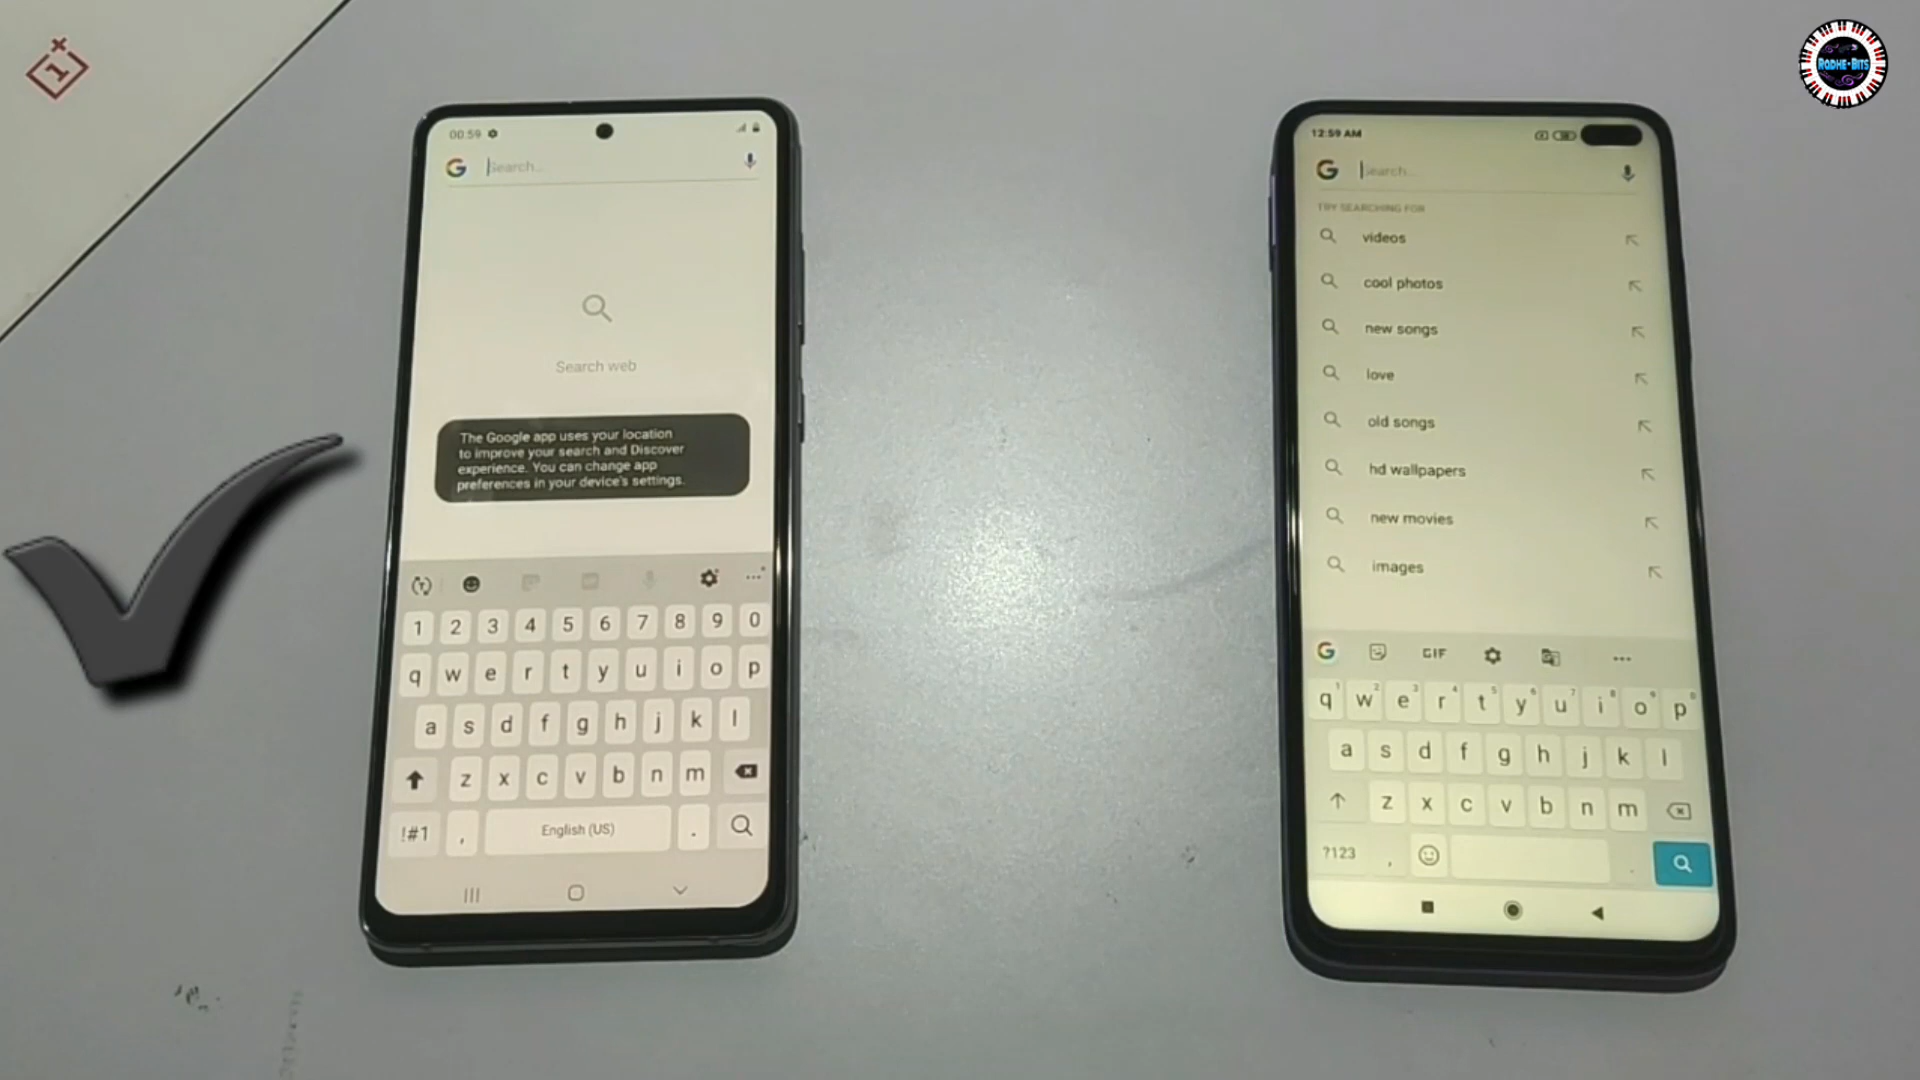 1
RODHE-BITS
00:59
Search...
Search web
The Google app uses your location
to improve your search and Discover
experience. You can change app
preferences in your device's settings.
1 2 3 4 5 6 7 8 9 0
q w e r t y u i o p
a s d f g h j k l
z x c v b n m
!#1 , English (US) .
12:59 AM
Search...
TRY SEARCHING FOR
videos
cool photos
new songs
love
old songs
hd wallpapers
new movies
images
G GIF
q w e r t y u i o p
a s d f g h j k l
z x c v b n m
?123 , .